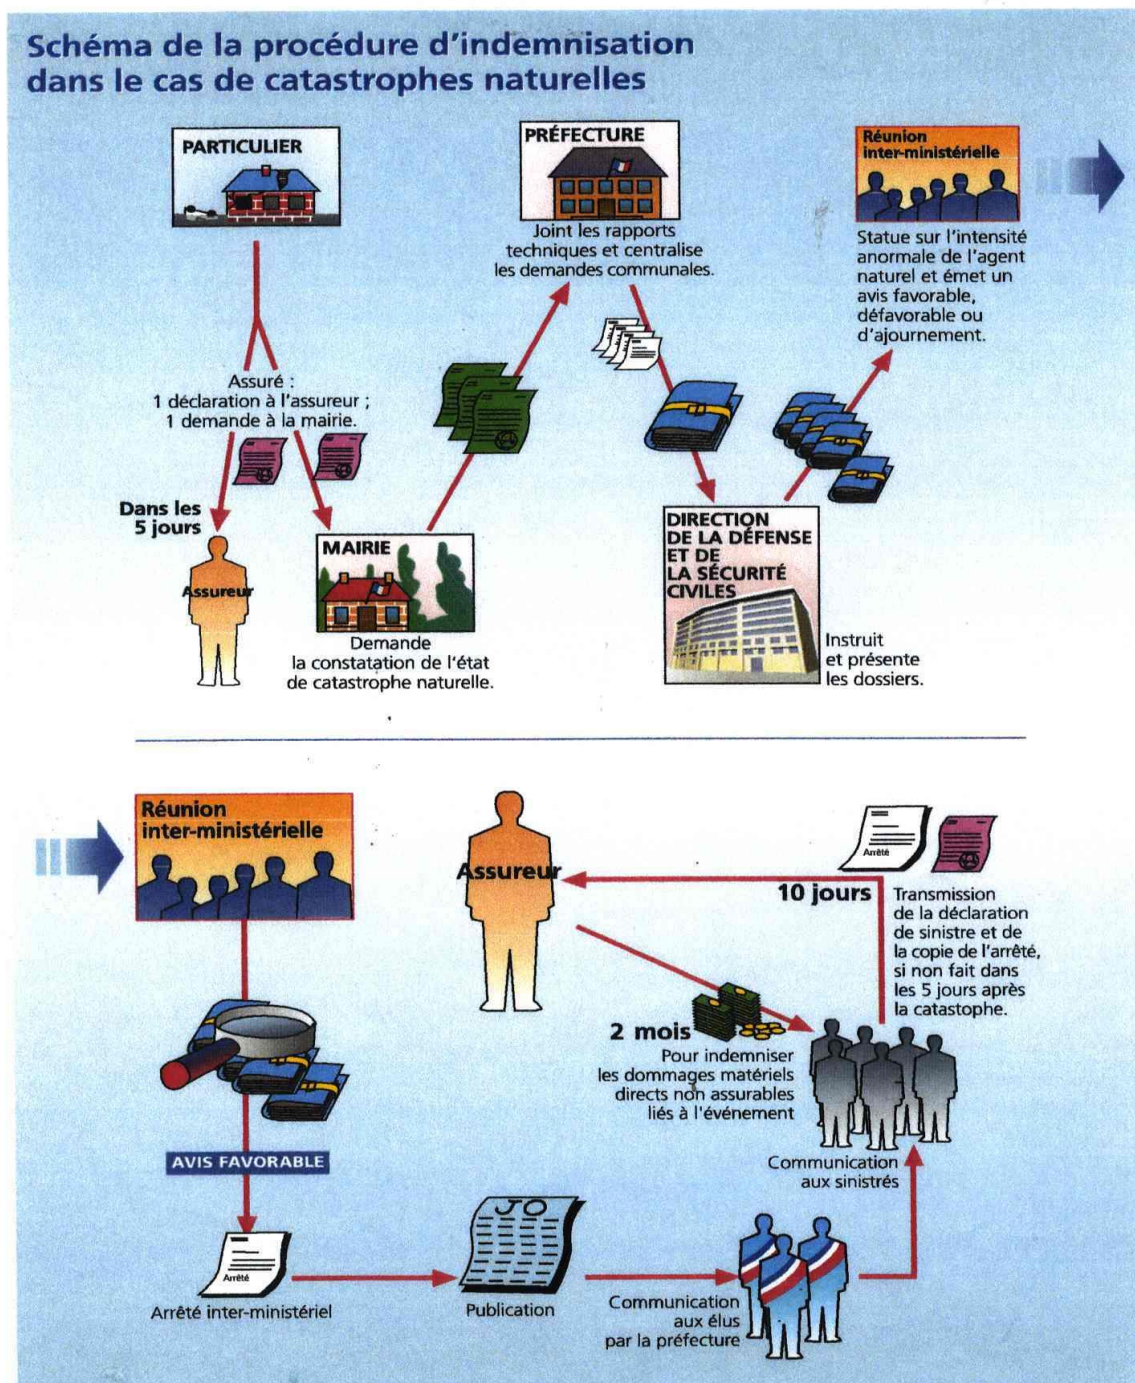 Schéma de la procédure d'indemnisation
dans le cas de catastrophes naturelles
PARTICULIER
PRÉFECTURE
Joint les rapports
techniques et centralise
les demandes communales.
Réunion
inter-ministérielle
Statue sur l'intensité
anormale de l'agent
naturel et émet un
avis favorable,
défavorable ou
d'ajournement.
Assuré :
1 déclaration à l'assureur ;
1 demande à la mairie.
Dans les
5 jours
Assureur
MAIRIE
Demande
la constatation de l'état
de catastrophe naturelle.
DIRECTION
DE LA DÉFENSE
ET DE
LA SÉCURITÉ
CIVILES
Instruit
et présente
les dossiers.
Réunion
inter-ministérielle
Assureur
Arrêté
10 jours
Transmission
de la déclaration
de sinistre et de
la copie de l'arrêté,
si non fait dans
les 5 jours après
la catastophe.
2 mois
Pour indemniser
les dommages matériels
directs non assurables
liés à l'événement
AVIS FAVORABLE
Communication
aux sinistrés
Arrêté
Arrêté inter-ministériel
JO
Publication
Communication
aux élus
par la préfecture